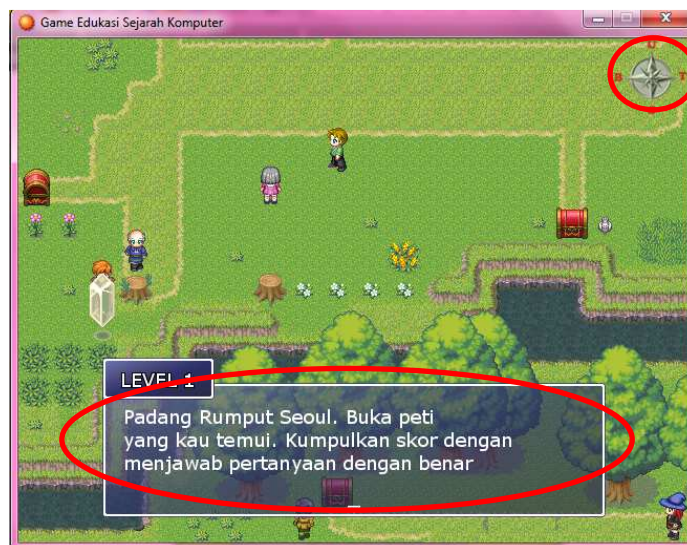 Game Edukasi Sejarah Komputer
U
B T
LEVEL 1
Padang Rumput Seoul. Buka peti
yang kau temui. Kumpulkan skor dengan
menjawab pertanyaan dengan benar